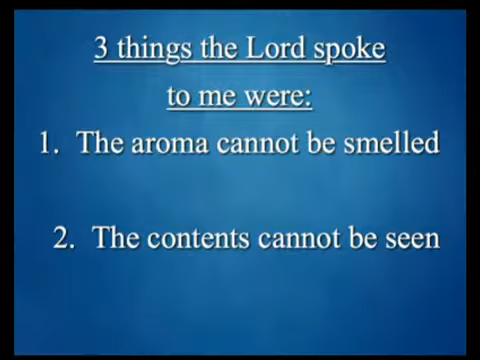 3 things the Lord spoke
to me were:
1. The aroma cannot be smelled
2. The contents cannot be seen